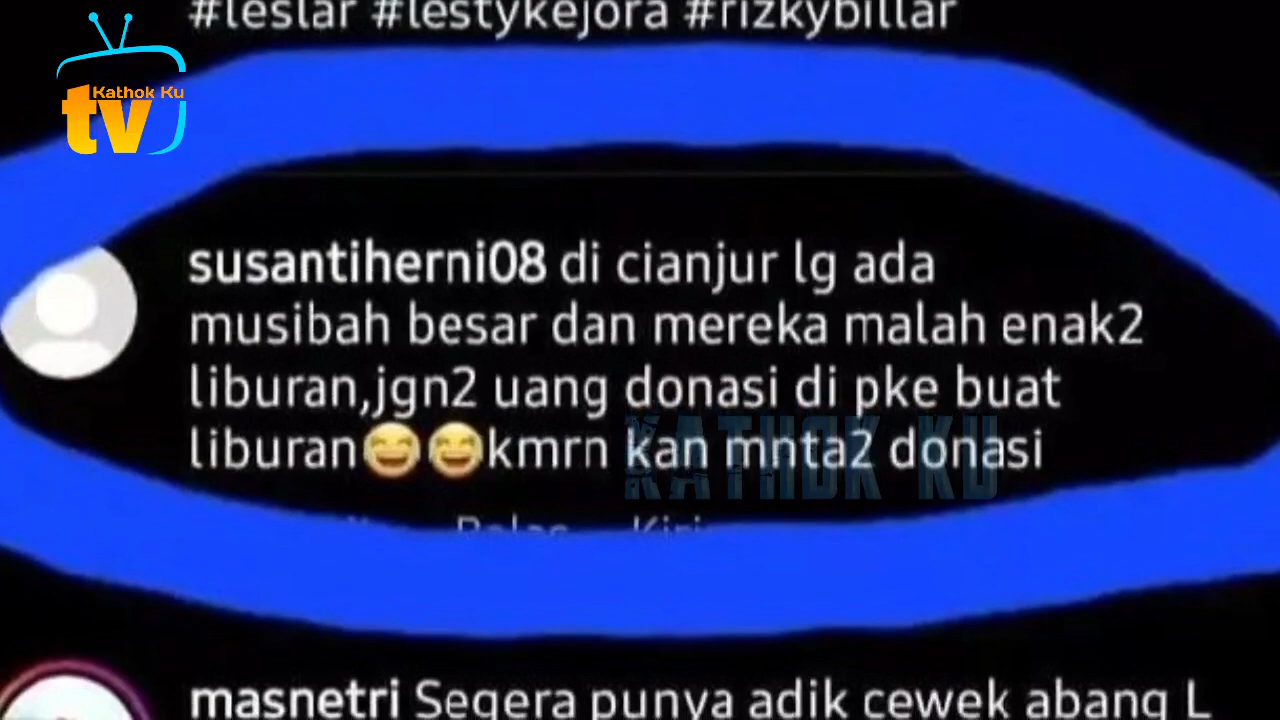 #leslar #lestykejora #rizkybillar
Kathok Ku
tv
susantiherni08 di cianjur lg ada
musibah besar dan mereka malah enak2
liburan,jgn2 uang donasi di pke buat
liburan😅😅kmrn kan mnta2 donasi
KATHOK KU
Balas
masnetri Segera punya adik cewek abang L